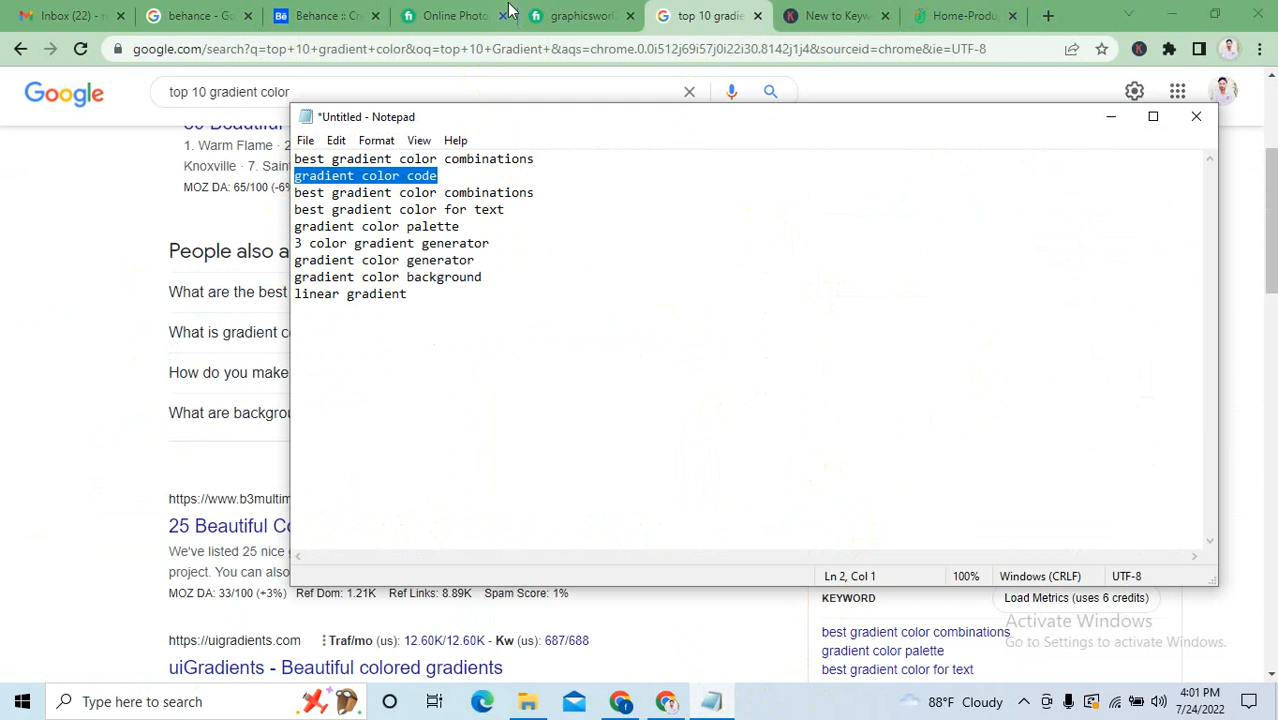 Inbox (22) - m
behance - Go
Behance :: Cr
Online Photo
graphicsworl
top 10 gradie
New to Keyw
Home-Produ
google.com/search?q=top+10+gradient+color&oq=top+10+Gradient+&aqs=chrome.0.0i512j69i57j0i22i30.8142j1j4&sourceid=chrome&ie=UTF-8
Google
top 10 gradient color
1. Warm Flame · 2
Knoxville · 7. Saint
MOZ DA: 65/100 (-6%
People also a
What are the best
What is gradient co
How do you make
What are backgrou
https://www.b3multim
25 Beautiful Co
We've listed 25 nice g
project. You can also
MOZ DA: 33/100 (+3%) Ref Dom: 1.21K Ref Links: 8.89K Spam Score: 1%
https://uigradients.com Traf/mo (us): 12.60K/12.60K - Kw (us): 687/688
uiGradients - Beautiful colored gradients
*Untitled - Notepad
File Edit Format View Help
best gradient color combinations
gradient color code
best gradient color combinations
best gradient color for text
gradient color palette
3 color gradient generator
gradient color generator
gradient color background
linear gradient
Ln 2, Col 1 100% Windows (CRLF) UTF-8
KEYWORD Load Metrics (uses 6 credits)
best gradient color combinations
gradient color palette
best gradient color for text
Activate Windows
Go to Settings to activate Windows.
Type here to search
88°F Cloudy
4:01 PM
7/24/2022